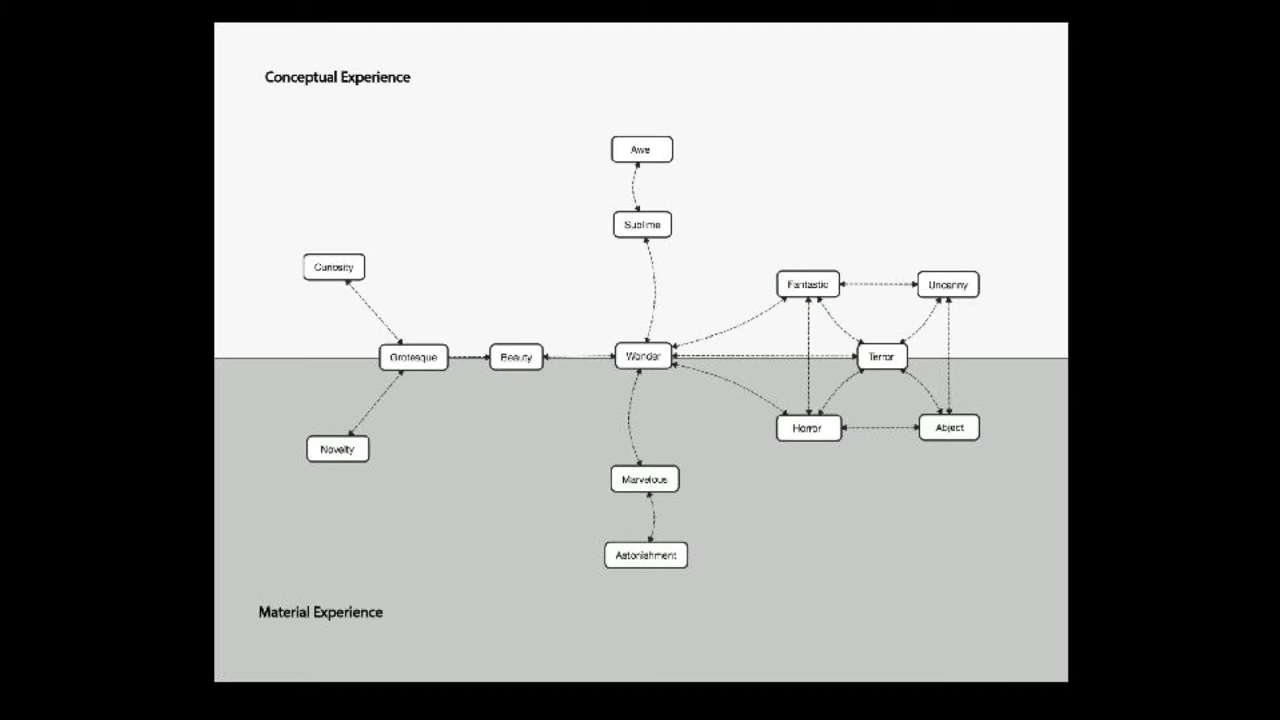 Conceptual Experience
Awe
Sublime
Curiosity
Fantastic
Uncanny
Grotesque
Beauty
Wonder
Terror
Horror
Abject
Novelty
Marvelous
Astonishment
Material Experience